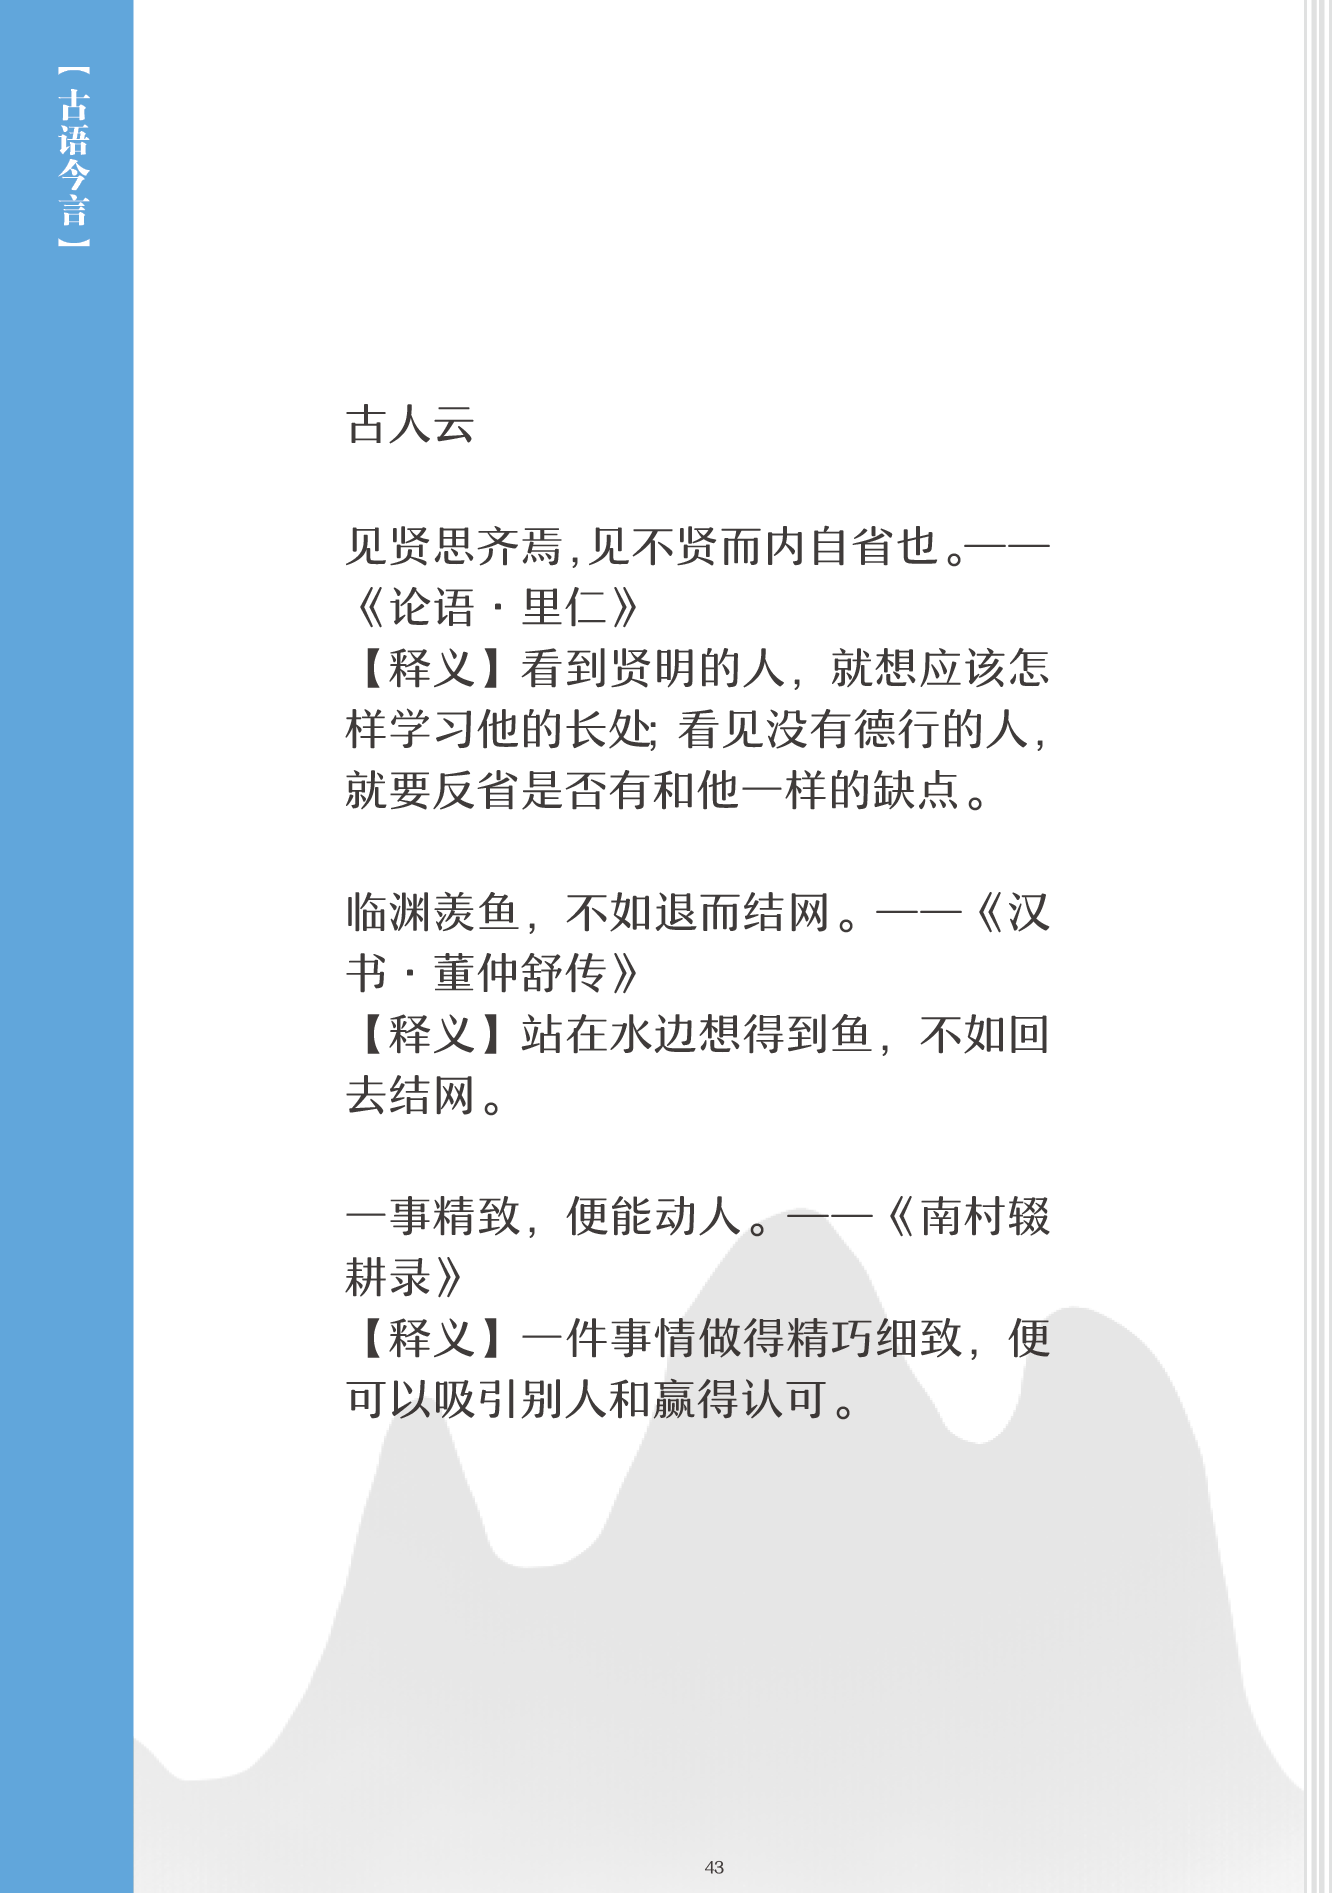 【古语今言】
古人云
见贤思齐焉,见不贤而内自省也。——
《论语·里仁》
【释义】看到贤明的人，就想应该怎
样学习他的长处；看见没有德行的人，
就要反省是否有和他一样的缺点。
临渊羡鱼，不如退而结网。——《汉
书·董仲舒传》
【释义】站在水边想得到鱼，不如回
去结网。
一事精致，便能动人。——《南村辍
耕录》
【释义】一件事情做得精巧细致，便
可以吸引别人和赢得认可。
43